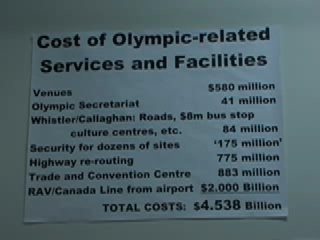 Cost of Olympic-related
Services and Facilities
Venues $580 million
Olympic Secretariat 41 million
Whistler/Callaghan: Roads, $8m bus stop
culture centres, etc. 84 million
Security for dozens of sites ‘175 million’
Highway re-routing 775 million
Trade and Convention Centre 883 million
RAV/Canada Line from airport $2.000 Billion
TOTAL COSTS: $4.538 Billion